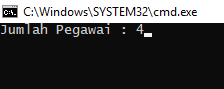 C:\Windows\SYSTEM32\cmd.exe
Jumlah Pegawai : 4